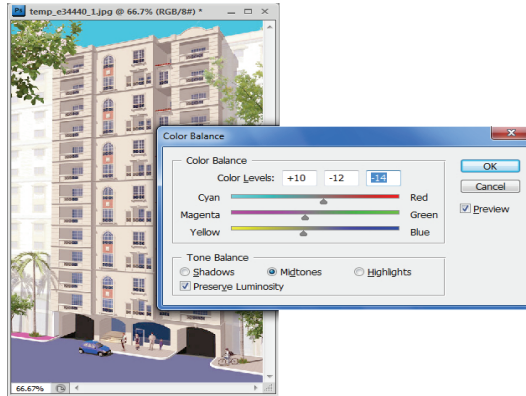 Ps temp_e34440_1.jpg @ 66.7% (RGB/8#) *
Color Balance
Color Balance
Color Levels: +10 -12 -14
Cyan Red
Magenta Green
Yellow Blue
Tone Balance
Shadows Midtones Highlights
Preserve Luminosity
OK
Cancel
Preview
66.67%